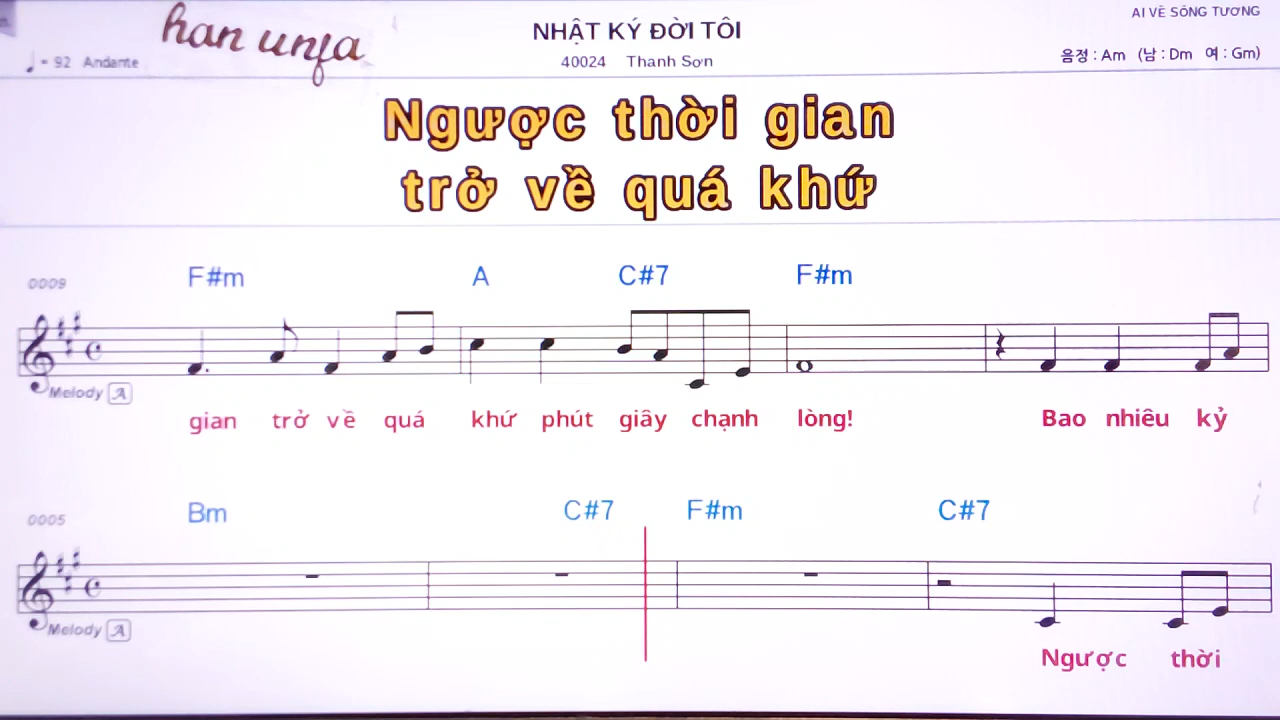 han unfa
NHẬT KÝ ĐỜI TÔI
AI VỀ SÔNG TƯƠNG
♩ = 92 Andante
40024 Thanh Sơn
음정 : Am (남 : Dm 여 : Gm)
Ngược thời gian
trở về quá khứ
0009 F#m A C#7 F#m
Melody A
gian trở về quá khứ phút giây chạnh lòng! Bao nhiêu kỷ
0005 Bm C#7 F#m C#7
Melody A
Ngược thời